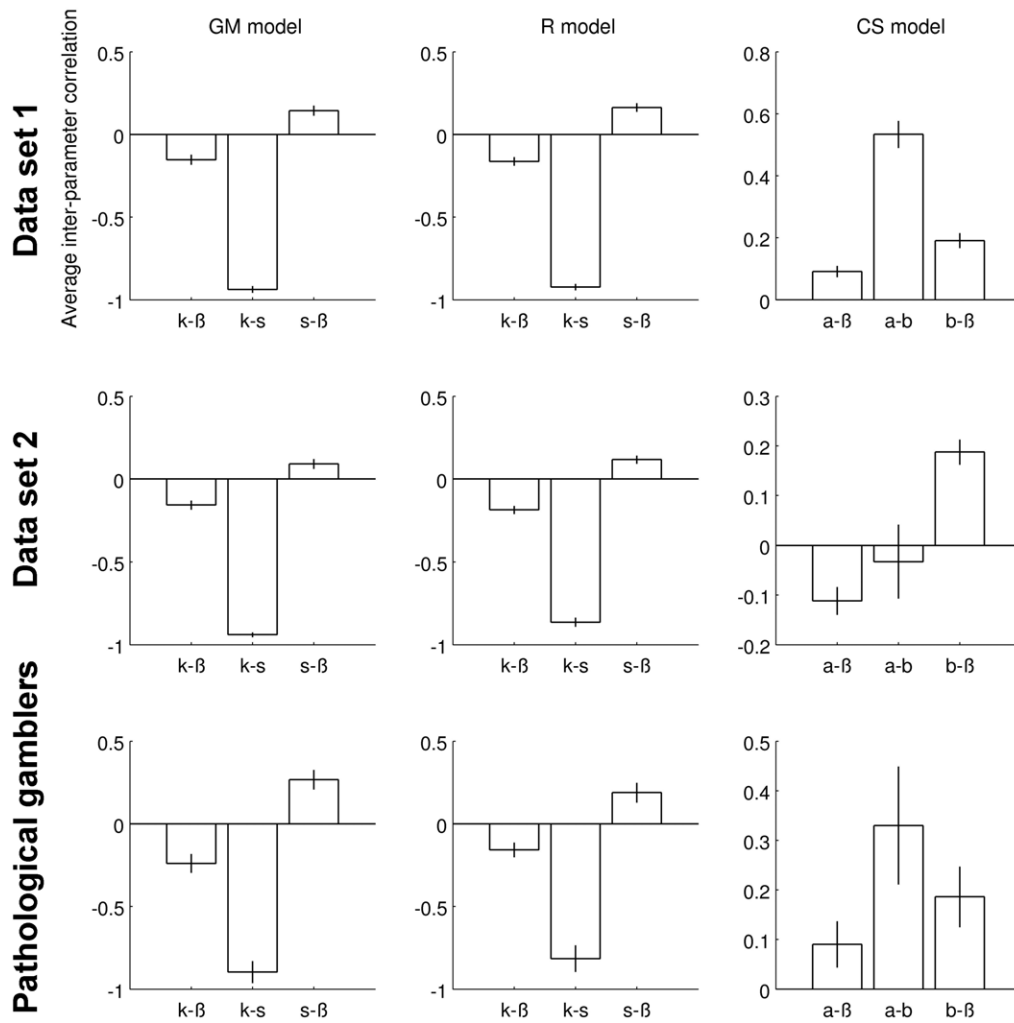 GM model
R model
CS model
Data set 1
Average inter-parameter correlation
0.5
0
-0.5
-1
k-ß k-s s-ß
0.5
0
-0.5
-1
k-ß k-s s-ß
0.8
0.6
0.4
0.2
0
a-ß a-b b-ß
Data set 2
0.5
0
-0.5
-1
k-ß k-s s-ß
0.5
0
-0.5
-1
k-ß k-s s-ß
0.3
0.2
0.1
0
-0.1
-0.2
a-ß a-b b-ß
Pathological gamblers
0.5
0
-0.5
-1
k-ß k-s s-ß
0.5
0
-0.5
-1
k-ß k-s s-ß
0.5
0.4
0.3
0.2
0.1
0
a-ß a-b b-ß